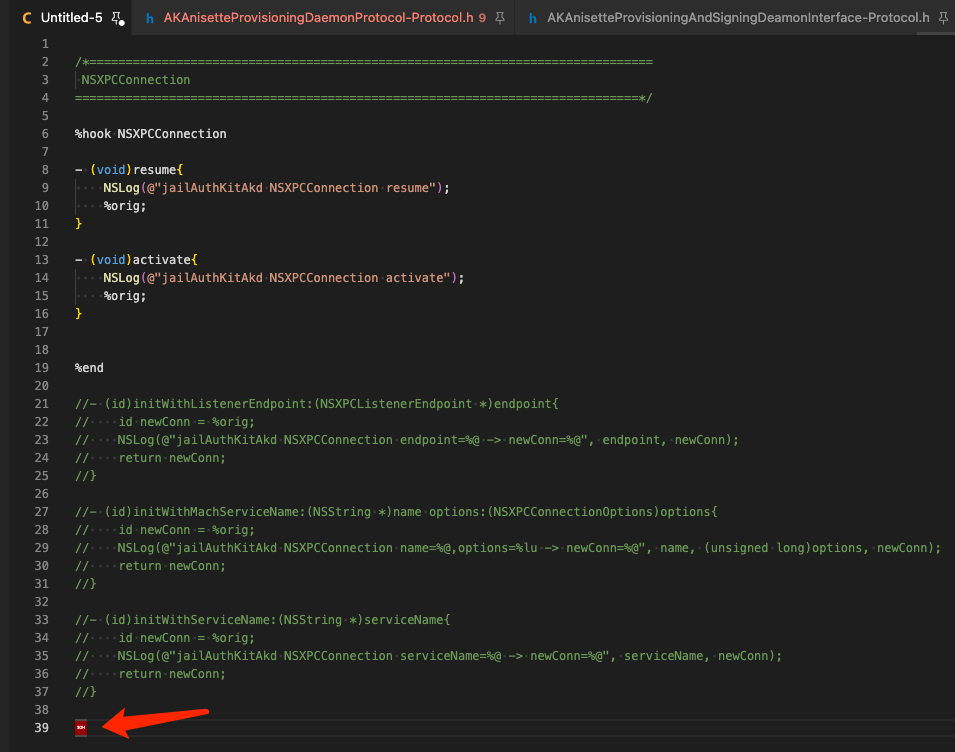 Untitled-5
h AKAnisetteProvisioningDaemonProtocol-Protocol.h 9
h AKAnisetteProvisioningAndSigningDeamonInterface-Protocol.h
1
2 /*==============================================================================
3 NSXPCConnection
4 ==============================================================================*/
5
6 %hook NSXPCConnection
7
8 - (void)resume{
9 NSLog(@"jailAuthKitAkd NSXPCConnection resume");
10 %orig;
11 }
12
13 - (void)activate{
14 NSLog(@"jailAuthKitAkd NSXPCConnection activate");
15 %orig;
16 }
17
18
19 %end
20
21 //- (id)initWithListenerEndpoint:(NSXPCListenerEndpoint *)endpoint{
22 // id newConn = %orig;
23 // NSLog(@"jailAuthKitAkd NSXPCConnection endpoint=%@ -> newConn=%@", endpoint, newConn);
24 // return newConn;
25 //}
26
27 //- (id)initWithMachServiceName:(NSString *)name options:(NSXPCConnectionOptions)options{
28 // id newConn = %orig;
29 // NSLog(@"jailAuthKitAkd NSXPCConnection name=%@,options=%lu -> newConn=%@", name, (unsigned long)options, newConn);
30 // return newConn;
31 //}
32
33 //- (id)initWithServiceName:(NSString *)serviceName{
34 // id newConn = %orig;
35 // NSLog(@"jailAuthKitAkd NSXPCConnection serviceName=%@ -> newConn=%@", serviceName, newConn);
36 // return newConn;
37 //}
38
39 SOH